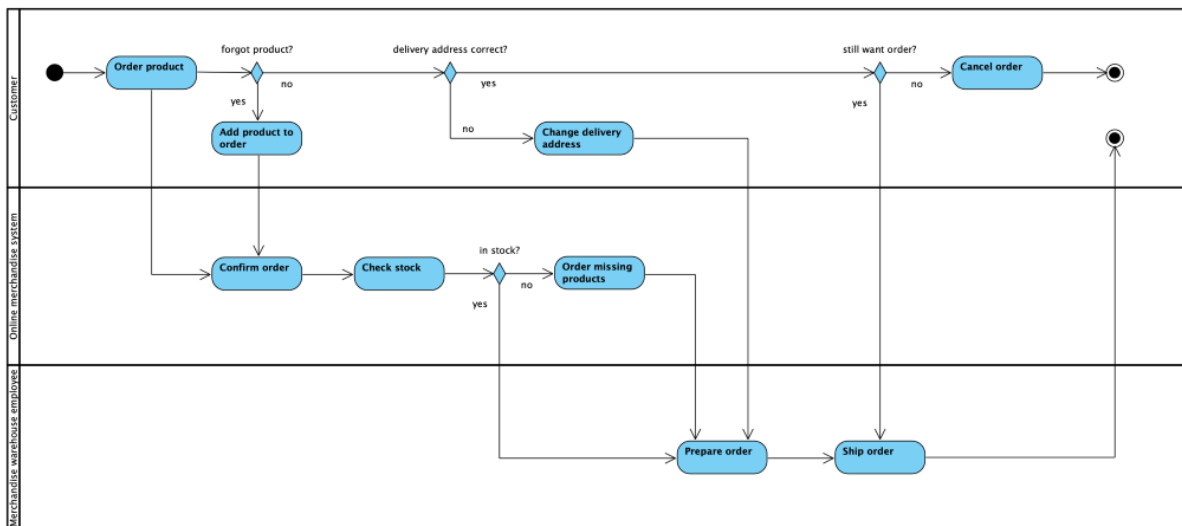 Customer
forgot product?
delivery address correct?
still want order?
Order product
no
yes
no
Cancel order
yes
yes
Add product to
order
no
Change delivery
address
Online merchandise system
in stock?
Confirm order
Check stock
Order missing
products
no
yes
Merchandise warehouse employee
Prepare order
Ship order